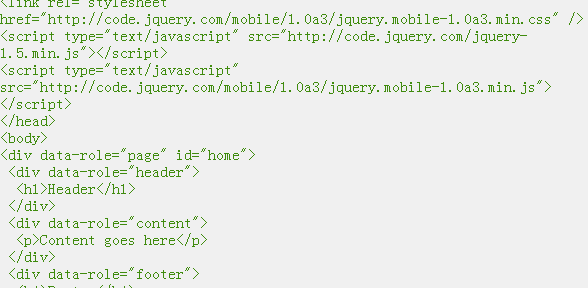 <link rel="stylesheet
href="http://code.jquery.com/mobile/1.0a3/jquery.mobile-1.0a3.min.css" />
<script type="text/javascript" src="http://code.jquery.com/jquery-
1.5.min.js"></script>
<script type="text/javascript"
src="http://code.jquery.com/mobile/1.0a3/jquery.mobile-1.0a3.min.js">
</script>
</head>
<body>
<div data-role="page" id="home">
<div data-role="header">
<h1>Header</h1>
</div>
<div data-role="content">
<p>Content goes here</p>
</div>
<div data-role="footer">